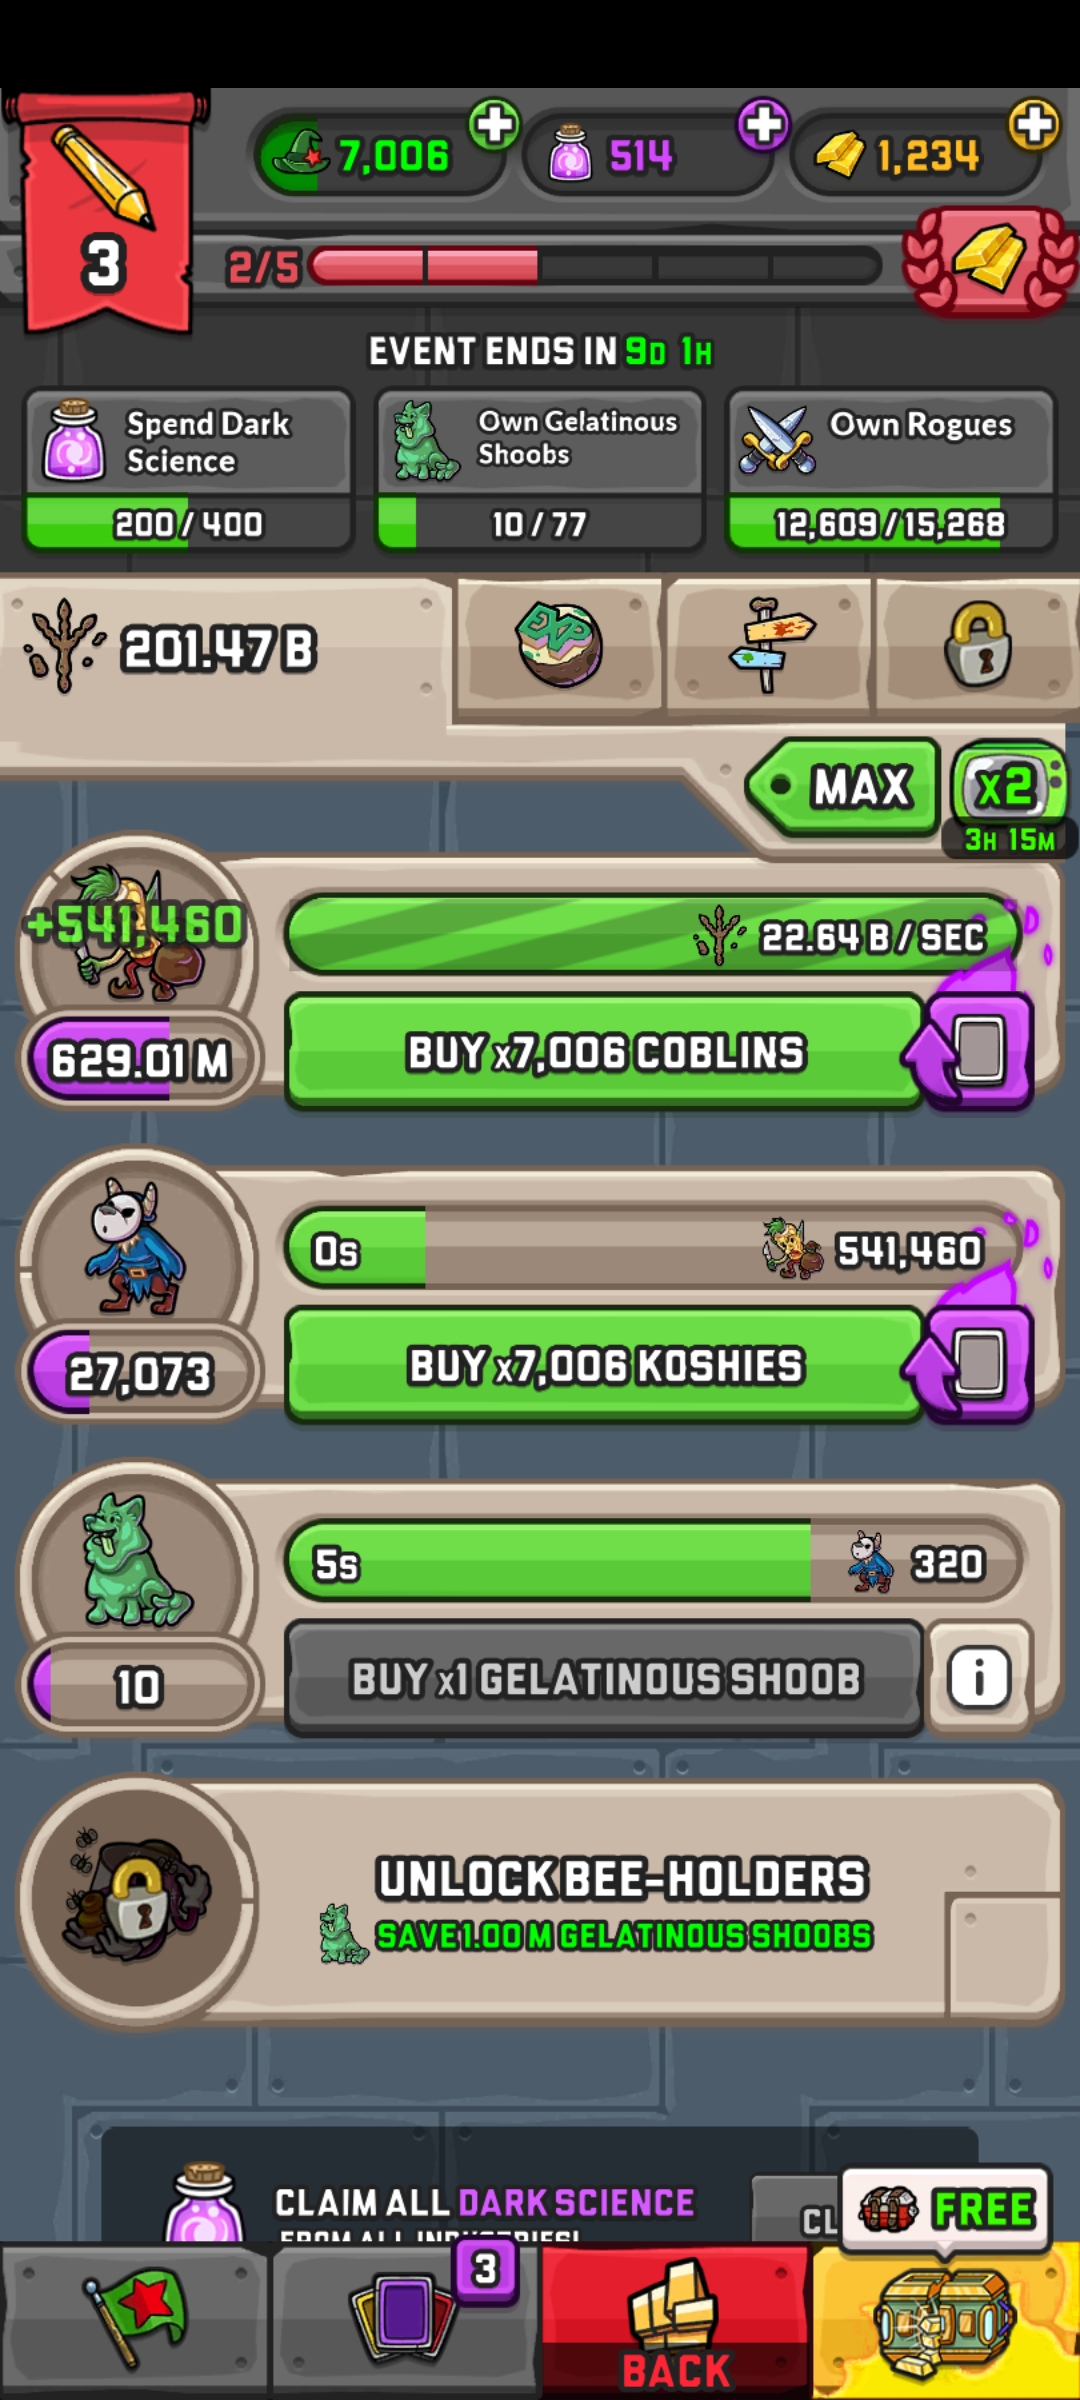 7,006
514
1,234
3
2/5
EVENT ENDS IN 9D 1H
Spend Dark
Science
200 / 400
Own Gelatinous
Shoobs
10 / 77
Own Rogues
12,609 / 15,268
201.47 B
EXP
MAX
x2
3H 15M
+541,460
22.64 B / SEC
629.01 M
BUY x7,006 COBLINS
0s
541,460
27,073
BUY x7,006 KOSHIES
5s
320
10
BUY x1 GELATINOUS SHOOB
i
UNLOCK BEE-HOLDERS
SAVE 1.00 M GELATINOUS SHOOBS
CLAIM ALL DARK SCIENCE
FROM ALL INDUSTRIES!
CL
FREE
3
BACK